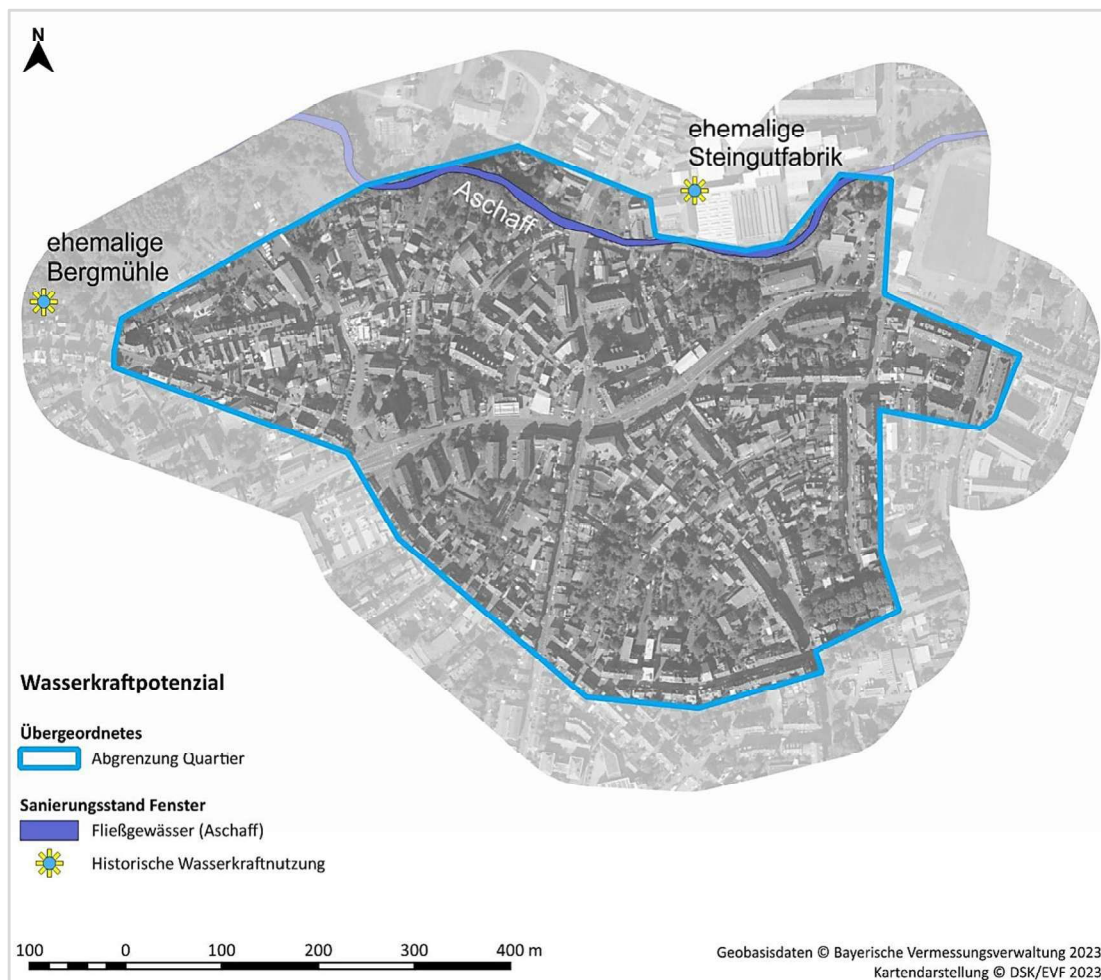 N
ehemalige
Steingutfabrik
Aschaff
ehemalige
Bergmühle
Wasserkraftpotenzial
Übergeordnetes
Abgrenzung Quartier
Sanierungsstand Fenster
Fließgewässer (Aschaff)
Historische Wasserkraftnutzung
100 0 100 200 300 400 m
Geobasisdaten © Bayerische Vermessungsverwaltung 2023
Kartendarstellung © DSK/EVF 2023